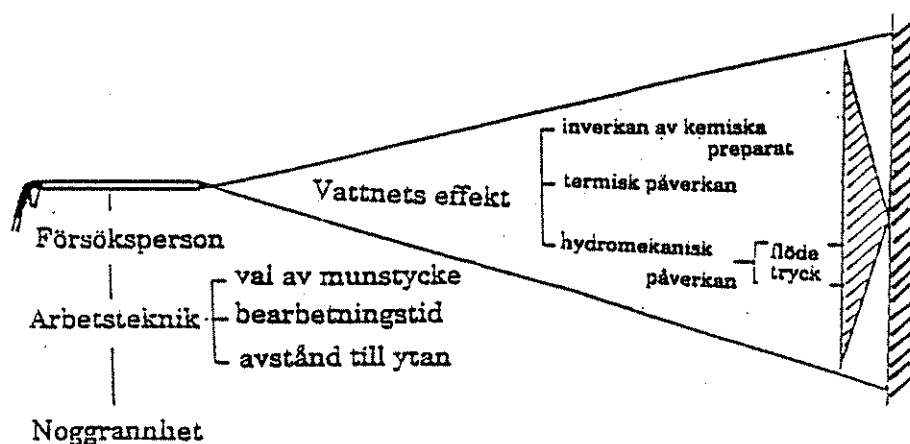 inverkan av kemiska
preparat
Vattnets effekt
termisk påverkan
hydromekanisk
påverkan
flöde
tryck
Försöksperson
Arbetsteknik
val av munstycke
bearbetningstid
avstånd till ytan
Noggrannhet